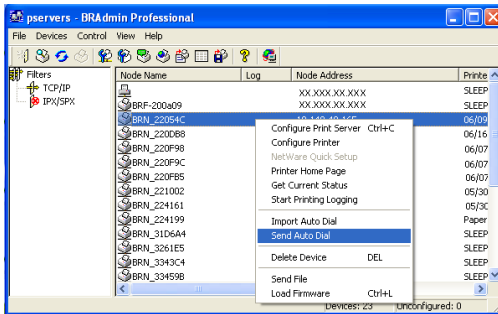 pservers - BRAdmin Professional
File Devices Control View Help
Filters
TCP/IP
IPX/SPX
Node Name Log Node Address Printe
XX.XXX.XX.XXX SLEEP
BRF-200a09 XX.XXX.XX.XXX SLEEP
BRN_22054C 06/09
BRN_220DB8 06/16
BRN_220F98 06/07
BRN_220F9C 06/07
BRN_220FB5 06/07
BRN_221002 05/30
BRN_224161 05/30
BRN_224199 Paper
BRN_31D6A4 SLEEP
BRN_3261E5 SLEEP
BRN_3343C4 SLEEP
BRN_33459B SLEEP
Configure Print Server Ctrl+C
Configure Printer
NetWare Quick Setup
Printer Home Page
Get Current Status
Start Printing Logging
Import Auto Dial
Send Auto Dial
Delete Device DEL
Send File
Load Firmware Ctrl+L
Devices: 23 Unconfigured: 0